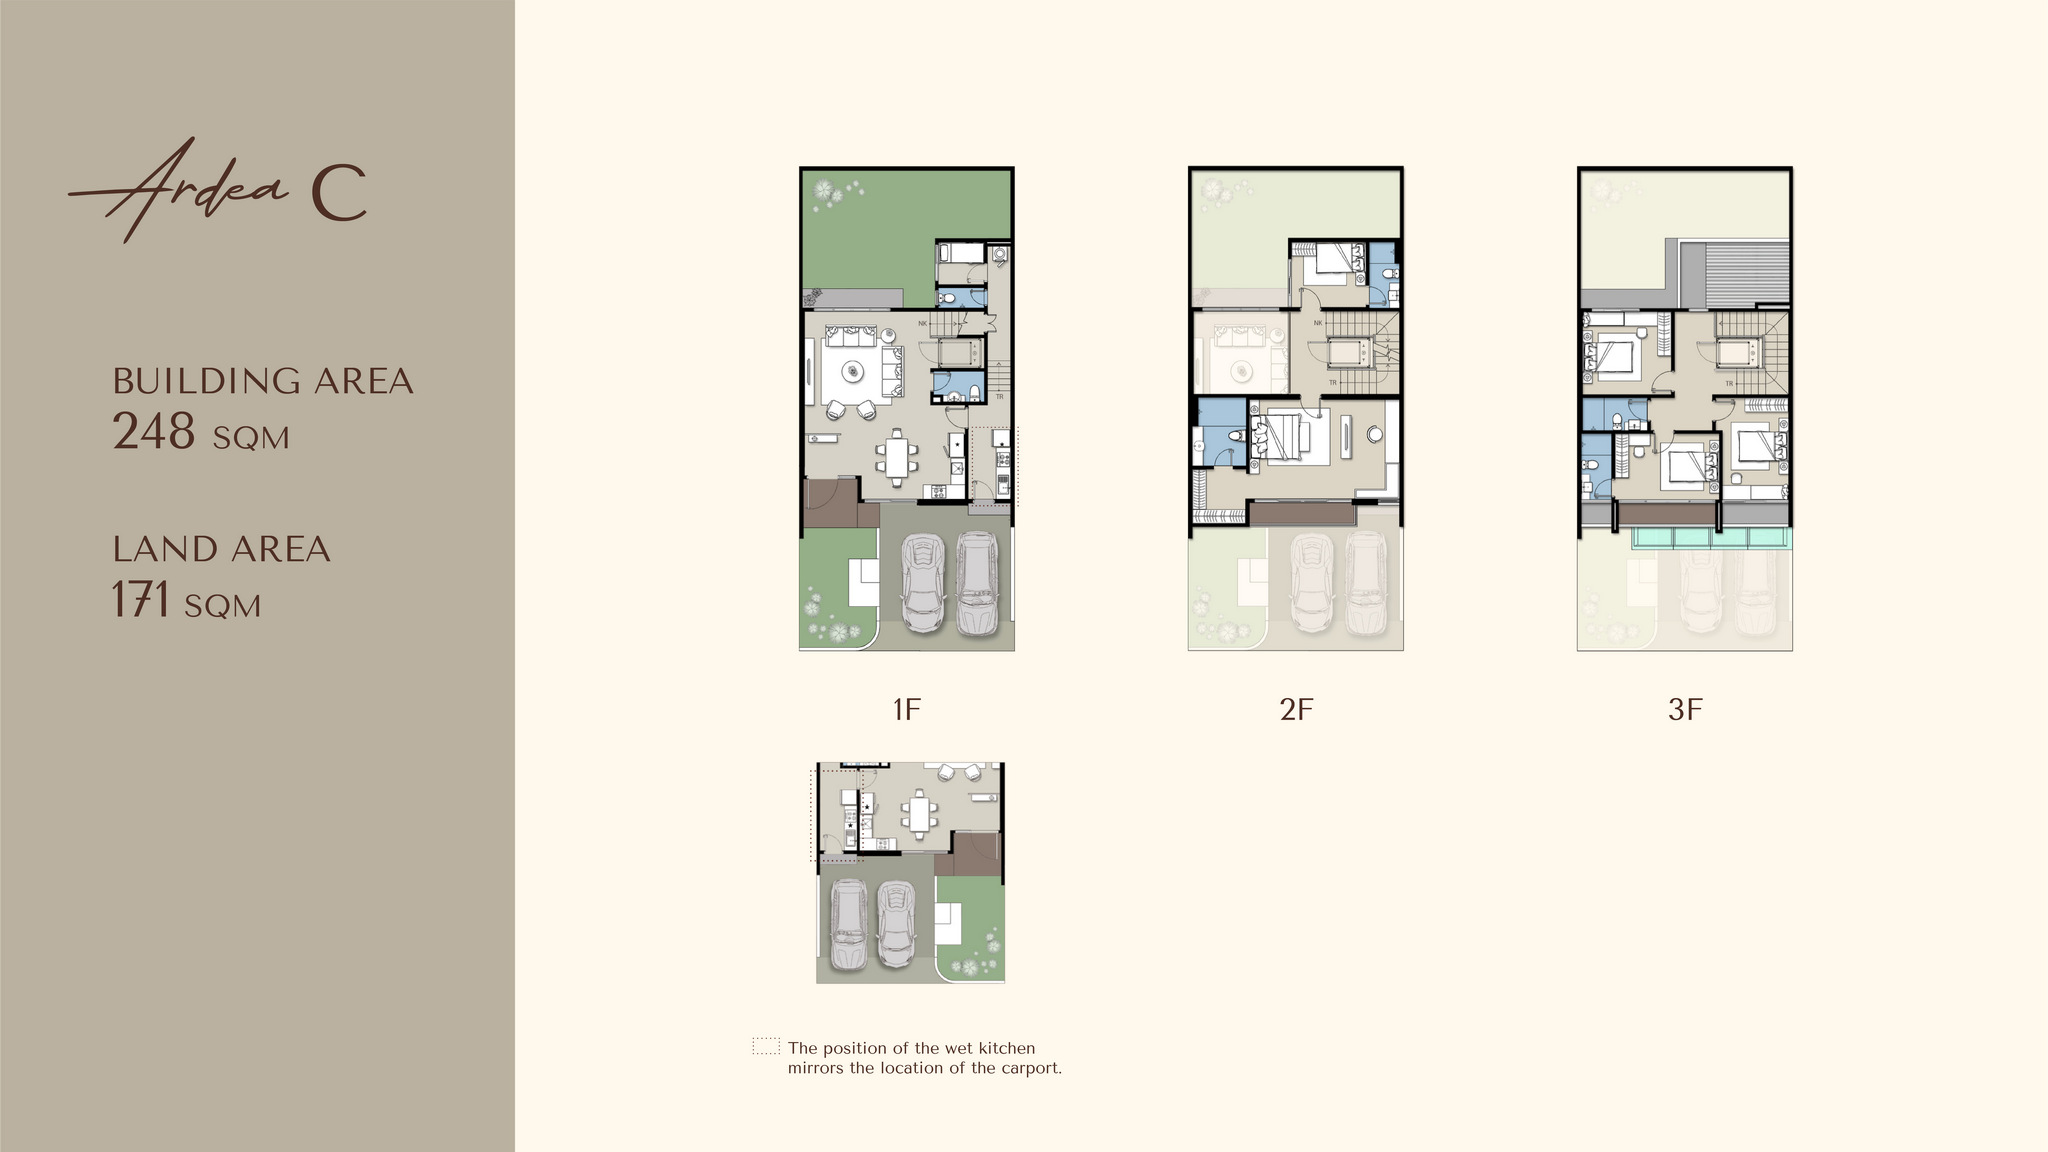 Ardea C
BUILDING AREA
248 SQM
LAND AREA
171 SQM
NK
TR
1F
NK
TR
2F
TR
3F
The position of the wet kitchen
mirrors the location of the carport.